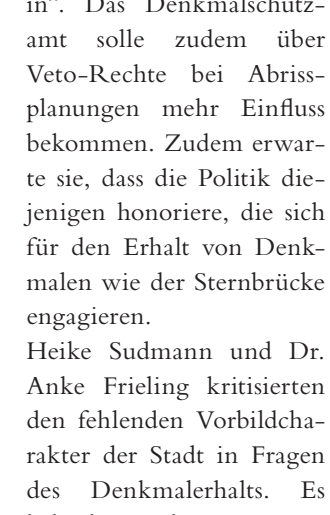 in“. Das Denkmalschutz-
amt solle zudem über
Veto-Rechte bei Abriss-
planungen mehr Einfluss
bekommen. Zudem erwar-
te sie, dass die Politik die-
jenigen honoriere, die sich
für den Erhalt von Denk-
malen wie der Sternbrücke
engagieren.
Heike Sudmann und Dr.
Anke Frieling kritisierten
den fehlenden Vorbildcha-
rakter der Stadt in Fragen
des Denkmalerhalts. Es